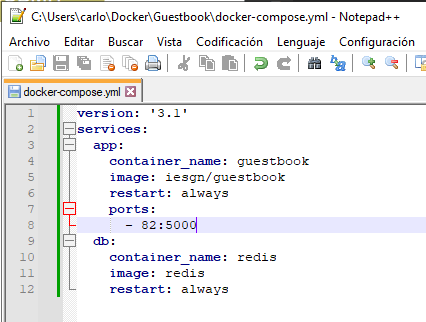 C:\Users\carlo\Docker\Guestbook\docker-compose.yml - Notepad++
Archivo Editar Buscar Vista Codificación Lenguaje Configuración
docker-compose.yml
1 version: '3.1'
2 services:
3   app:
4     container_name: guestbook
5     image: iesgn/guestbook
6     restart: always
7     ports:
8       - 82:5000
9   db:
10     container_name: redis
11     image: redis
12     restart: always